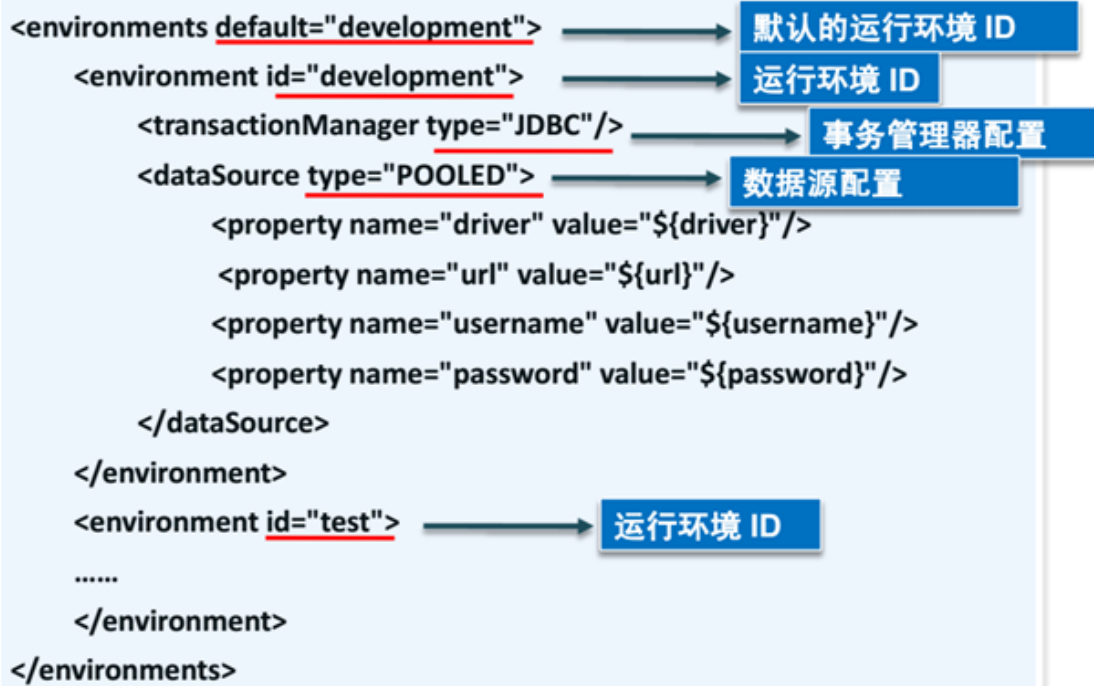 <environments default="development"> 默认的运行环境 ID
<environment id="development"> 运行环境 ID
<transactionManager type="JDBC"/> 事务管理器配置
<dataSource type="POOLED"> 数据源配置
<property name="driver" value="${driver}"/>
<property name="url" value="${url}"/>
<property name="username" value="${username}"/>
<property name="password" value="${password}"/>
</dataSource>
</environment>
<environment id="test"> 运行环境 ID
……
</environment>
</environments>